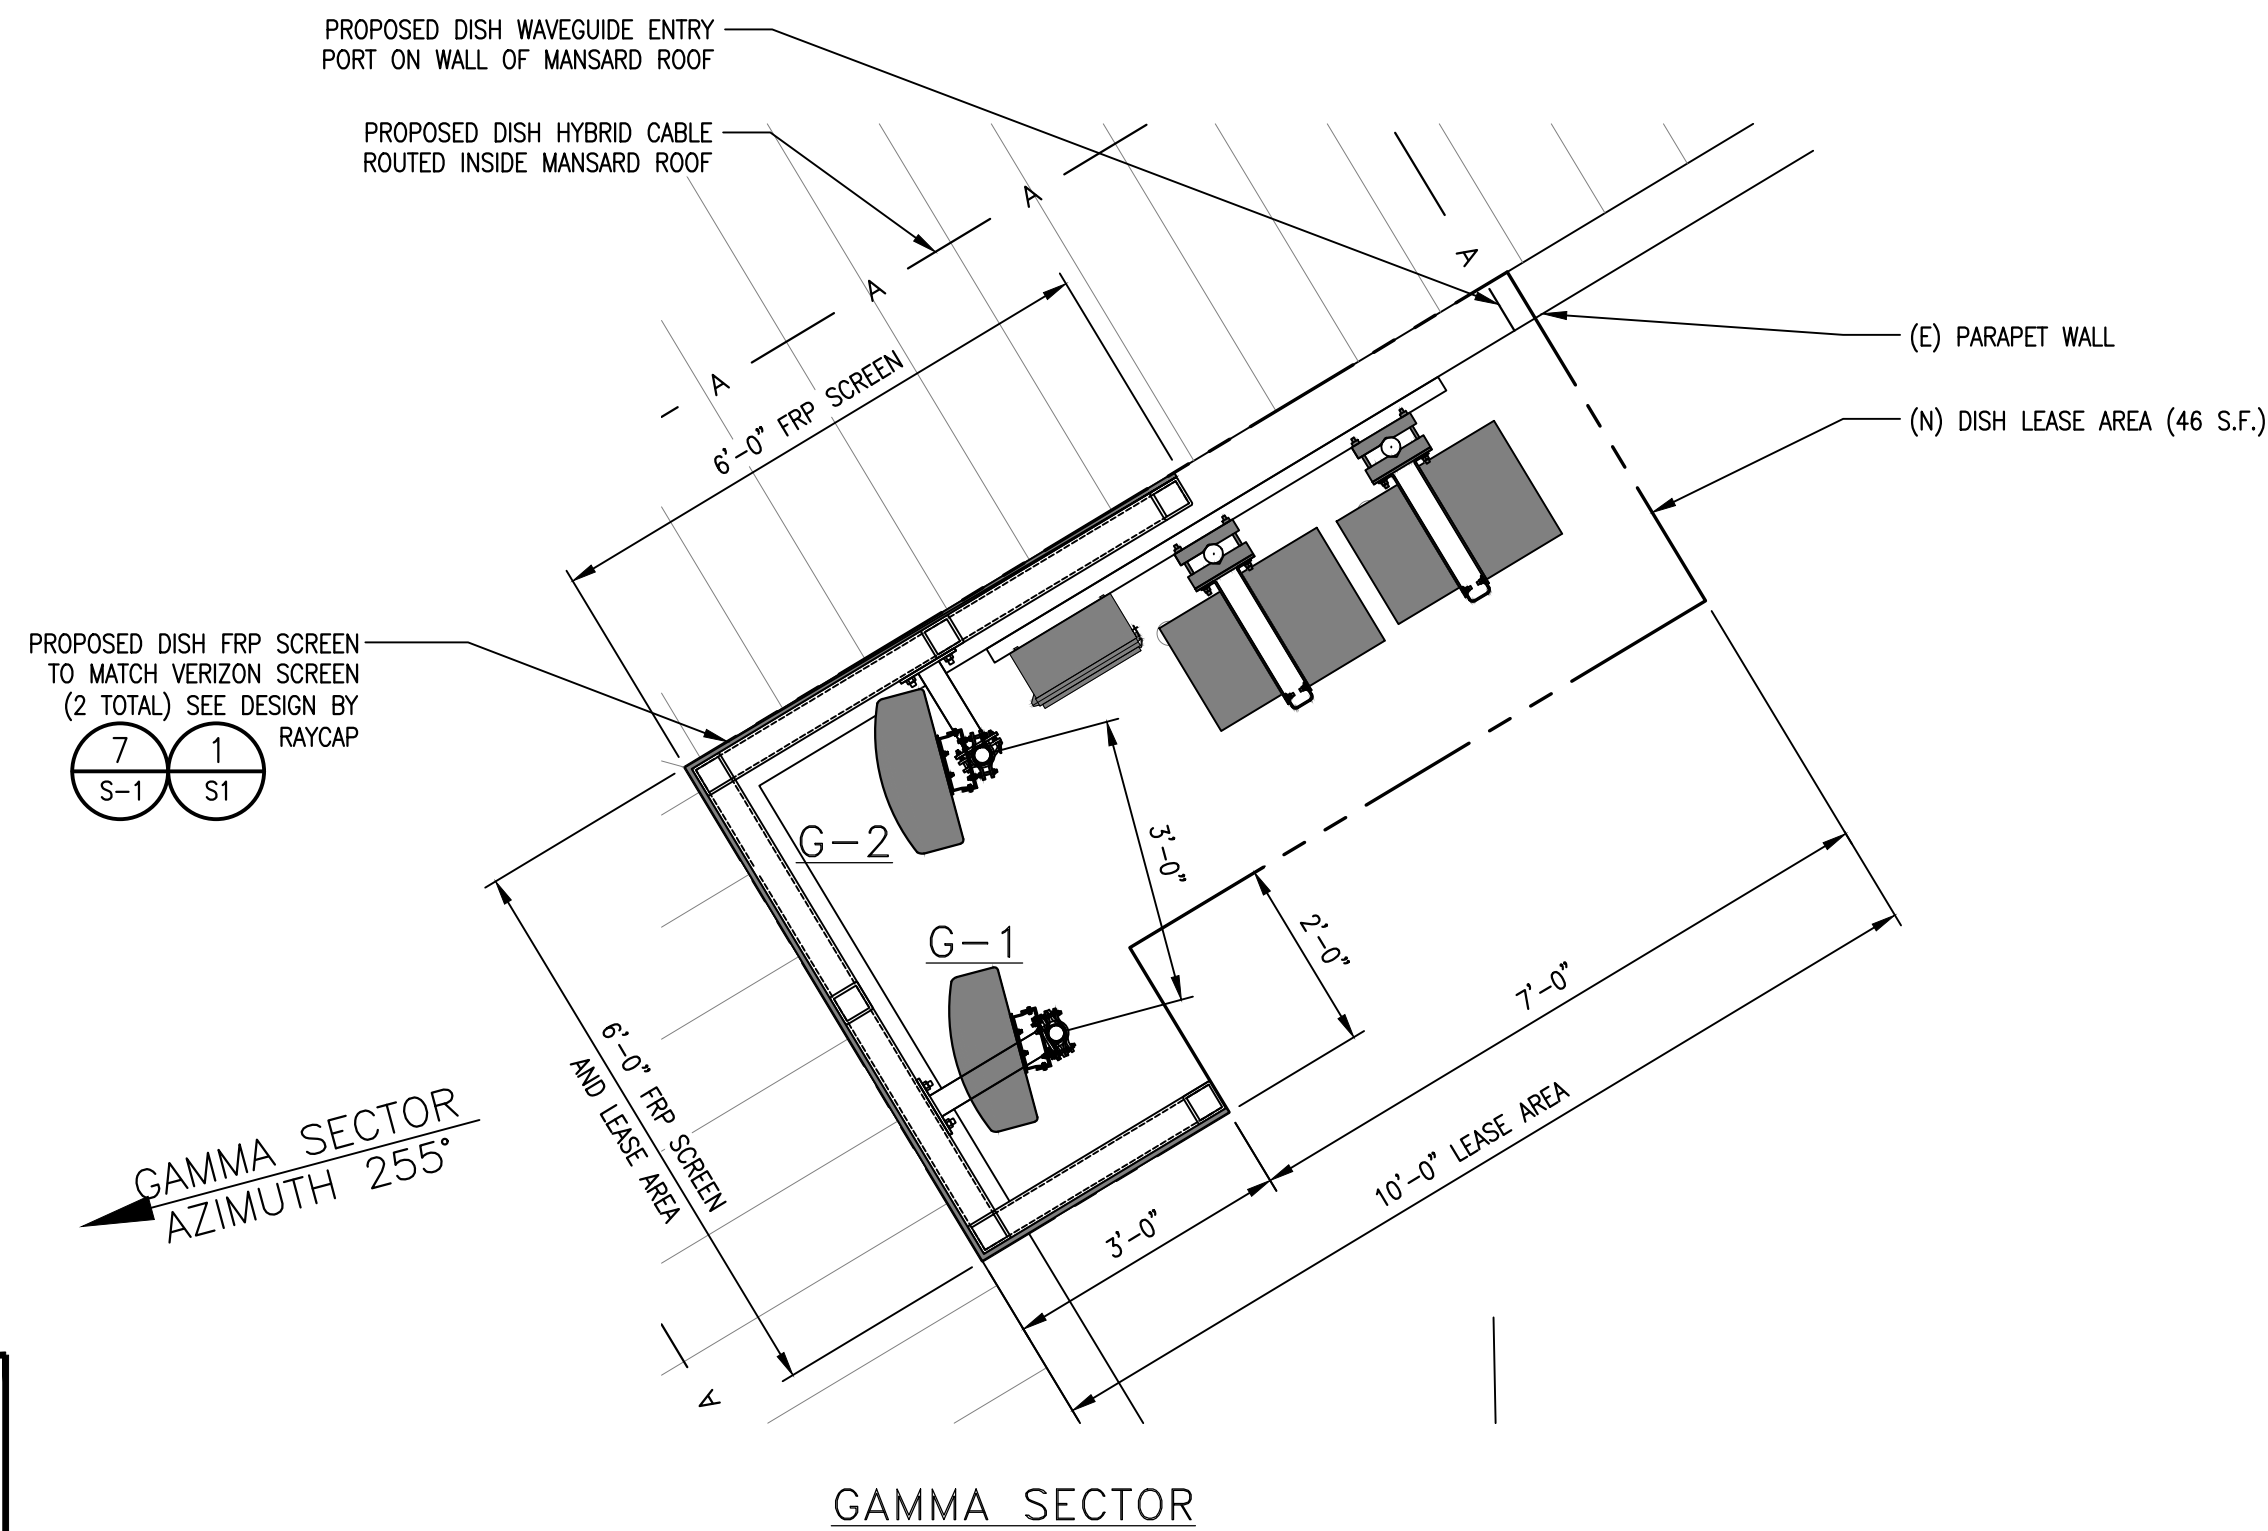 PROPOSED DISH WAVEGUIDE ENTRY
PORT ON WALL OF MANSARD ROOF
PROPOSED DISH HYBRID CABLE
ROUTED INSIDE MANSARD ROOF
A
A
A
A
6'-0" FRP SCREEN
(E) PARAPET WALL
(N) DISH LEASE AREA (46 S.F.)
PROPOSED DISH FRP SCREEN
TO MATCH VERIZON SCREEN
(2 TOTAL) SEE DESIGN BY
RAYCAP
7
S-1
1
S1
G-2
3'-0"
G-1
2'-0"
7'-0"
6'-0" FRP SCREEN
AND LEASE AREA
10'-0" LEASE AREA
3'-0"
GAMMA SECTOR
AZIMUTH 255°
A
GAMMA SECTOR